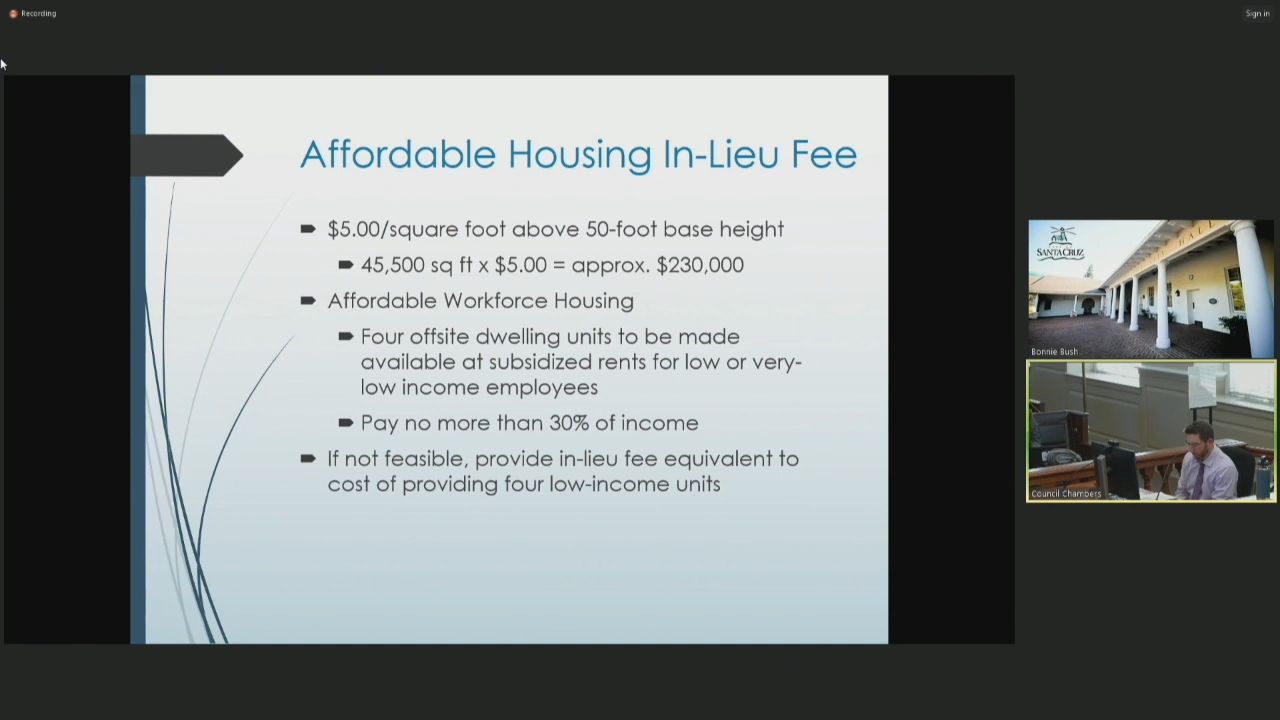 Recording
Sign in
Affordable Housing In-Lieu Fee
$5.00/square foot above 50-foot base height
45,500 sq ft x $5.00 = approx. $230,000
Affordable Workforce Housing
Four offsite dwelling units to be made
available at subsidized rents for low or very-
low income employees
Pay no more than 30% of income
If not feasible, provide in-lieu fee equivalent to
cost of providing four low-income units
SANTA CRUZ
HALL
Bonnie Bush
Council Chambers